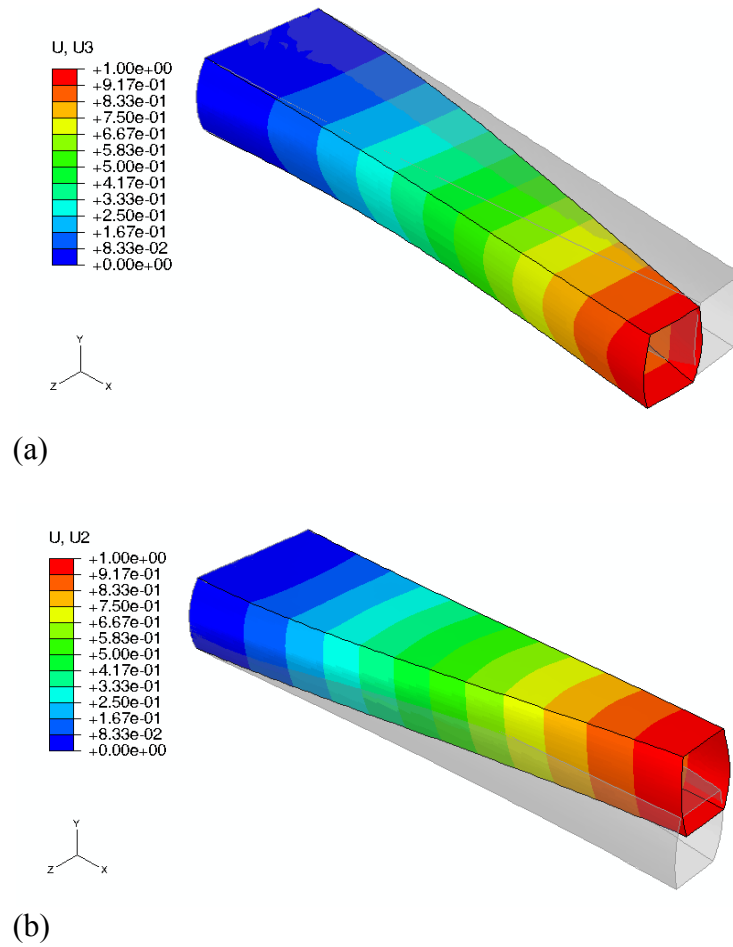 U, U3
+1.00e+00
+9.17e-01
+8.33e-01
+7.50e-01
+6.67e-01
+5.83e-01
+5.00e-01
+4.17e-01
+3.33e-01
+2.50e-01
+1.67e-01
+8.33e-02
+0.00e+00
Y
Z X
(a)
U, U2
+1.00e+00
+9.17e-01
+8.33e-01
+7.50e-01
+6.67e-01
+5.83e-01
+5.00e-01
+4.17e-01
+3.33e-01
+2.50e-01
+1.67e-01
+8.33e-02
+0.00e+00
Y
Z X
(b)